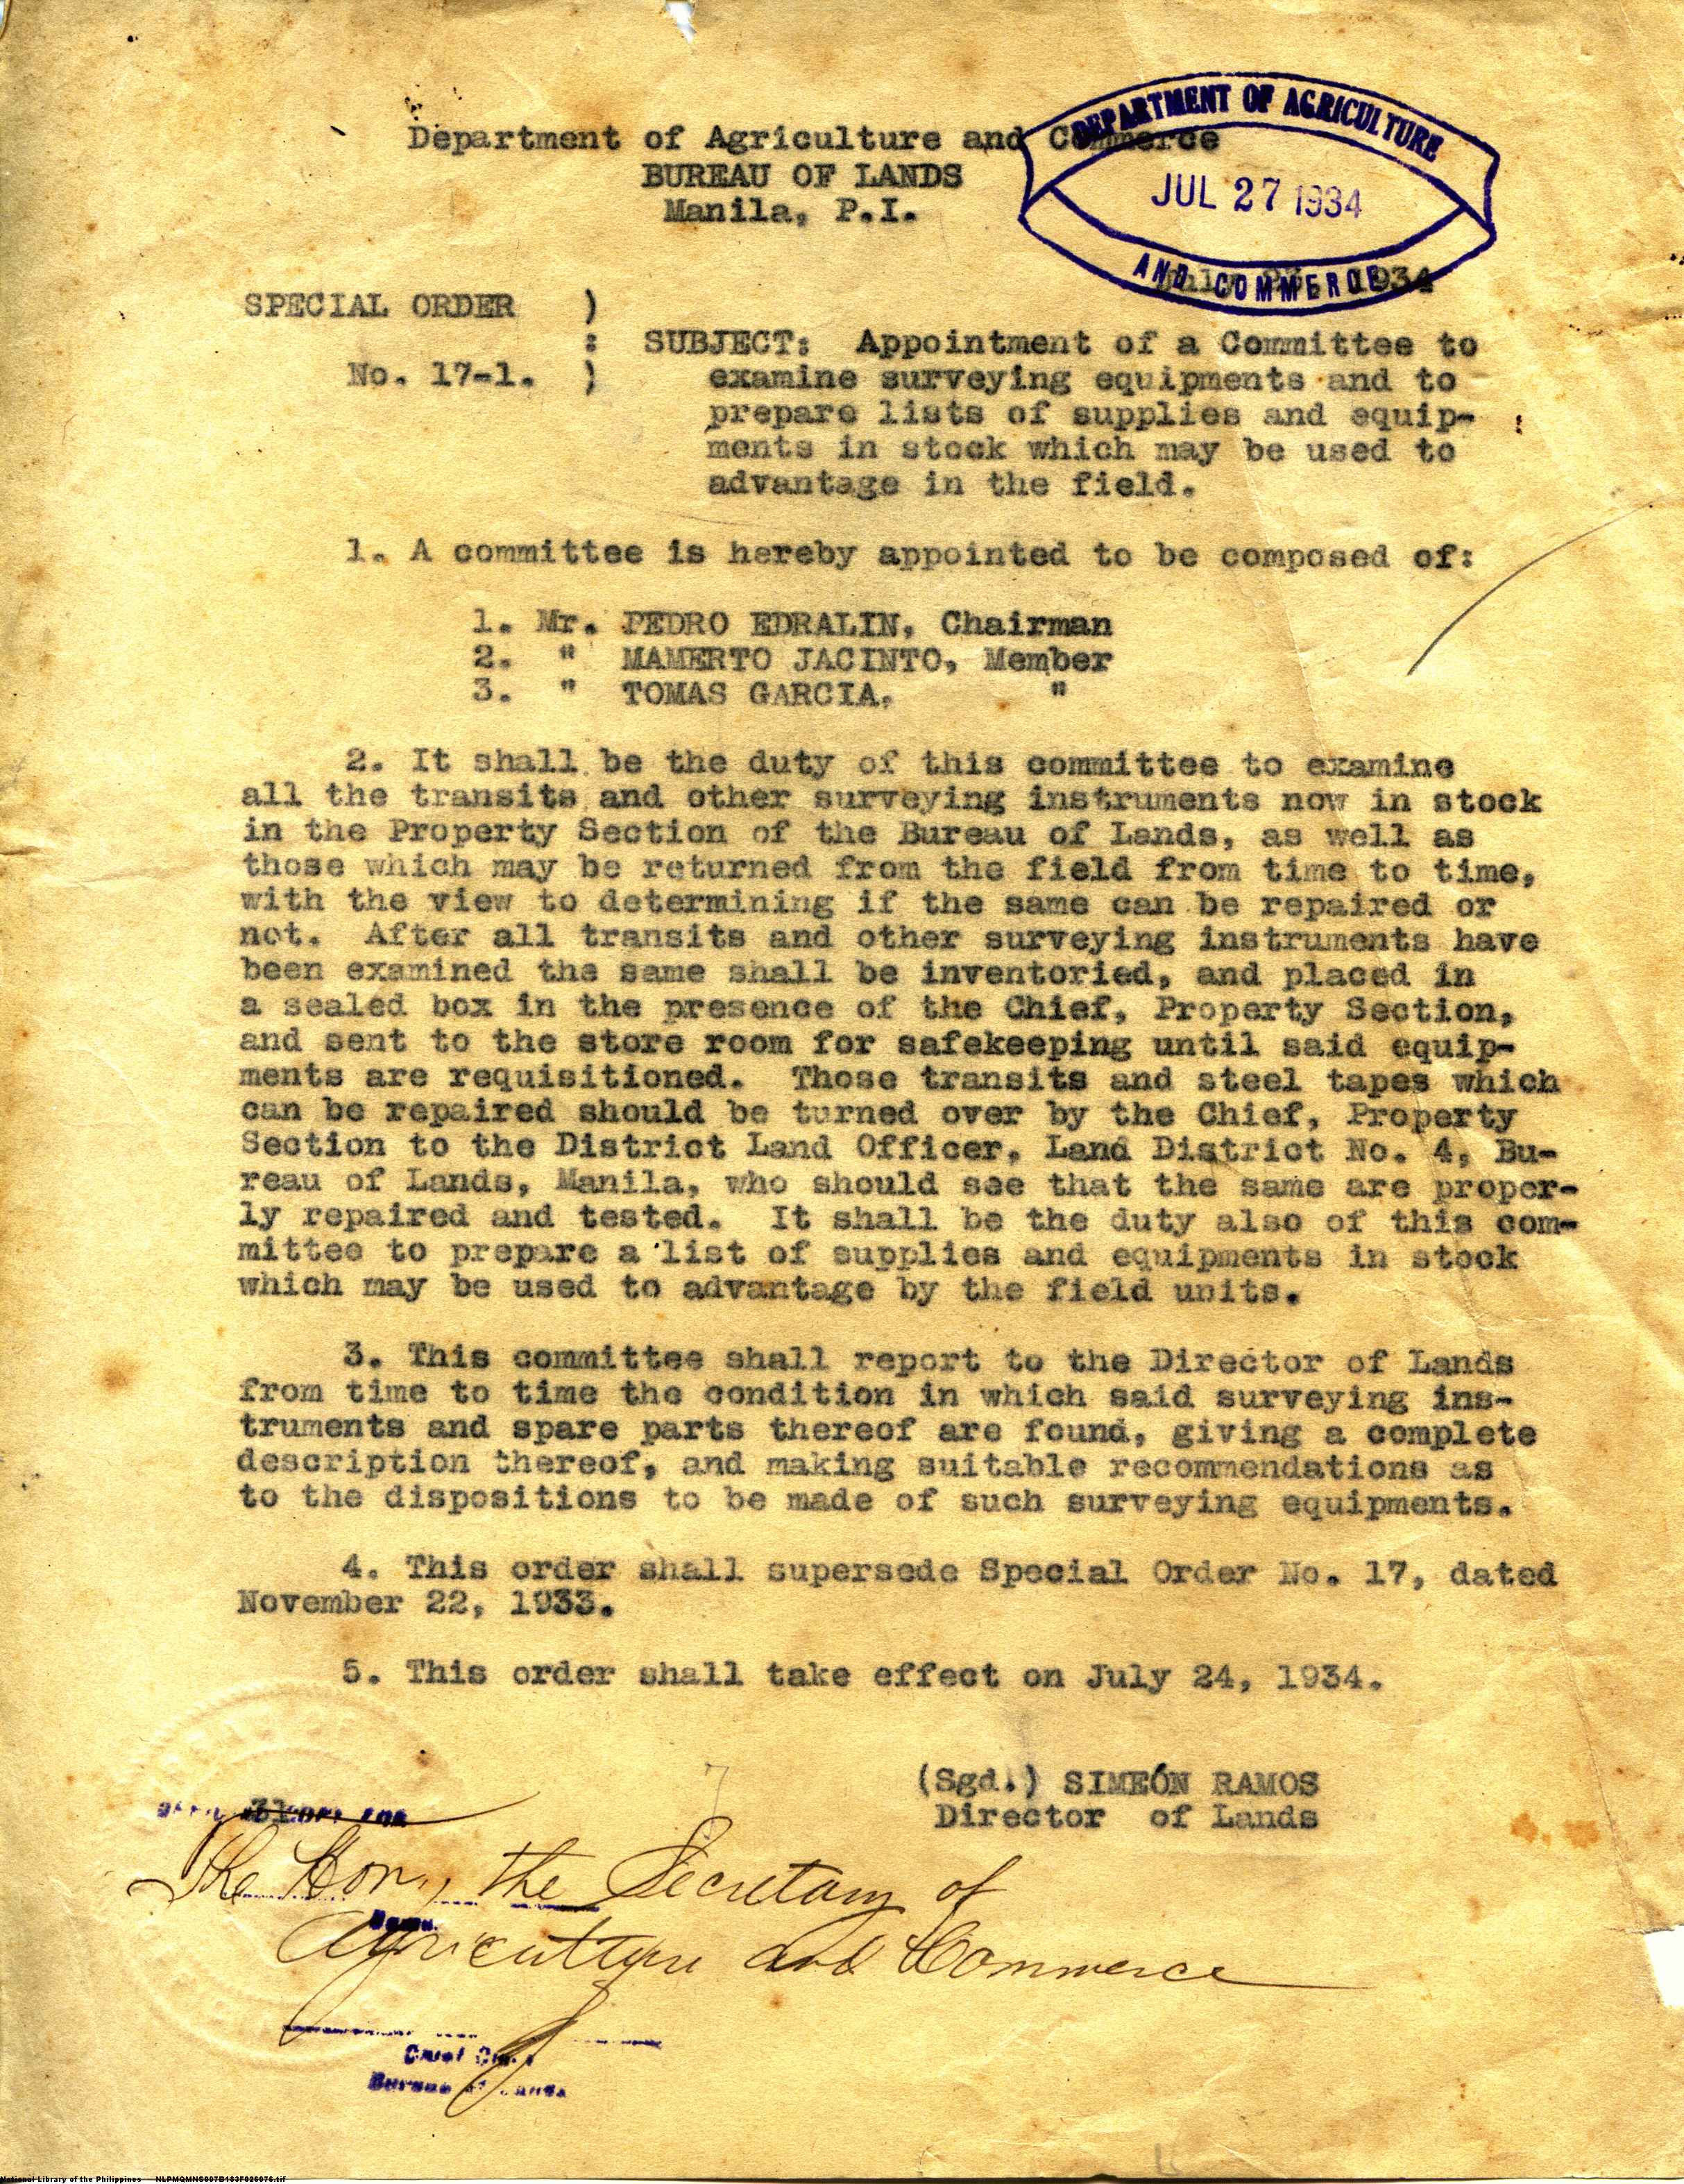 DEPARTMENT OF AGRICULTURE
Department of Agriculture and Commerce
BUREAU OF LANDS
JUL 27 1934
Manila, P.I.
AND COMMERCE
1934
SPECIAL ORDER )
: SUBJECT: Appointment of a Committee to
No. 17-1. ) examine surveying equipments and to
prepare lists of supplies and equip-
ments in stock which may be used to
advantage in the field.
1. A committee is hereby appointed to be composed of:
1. Mr. PEDRO EDRALIN, Chairman
2. " MAMERTO JACINTO, Member
3. " TOMAS GARCIA. "
2. It shall be the duty of this committee to examine
all the transits and other surveying instruments now in stock
in the Property Section of the Bureau of Lands, as well as
those which may be returned from the field from time to time,
with the view to determining if the same can be repaired or
not. After all transits and other surveying instruments have
been examined the same shall be inventoried, and placed in
a sealed box in the presence of the Chief, Property Section,
and sent to the store room for safekeeping until said equip-
ments are requisitioned. Those transits and steel tapes which
can be repaired should be turned over by the Chief, Property
Section to the District Land Officer, Land District No. 4, Bu-
reau of Lands, Manila, who should see that the same are proper-
ly repaired and tested. It shall be the duty also of this com-
mittee to prepare a list of supplies and equipments in stock
which may be used to advantage by the field units.
3. This committee shall report to the Director of Lands
from time to time the condition in which said surveying ins-
truments and spare parts thereof are found, giving a complete
description thereof, and making suitable recommendations as
to the dispositions to be made of such surveying equipments.
4. This order shall supersede Special Order No. 17, dated
November 22, 1933.
5. This order shall take effect on July 24, 1934.
(Sgd.) SIMEÓN RAMOS
Director of Lands
The Hon., the Secretary of
Agriculture and Commerce
Chief
Bureau of Lands
National Library of the Philippines NLPMQMNS007B183F026076.tif